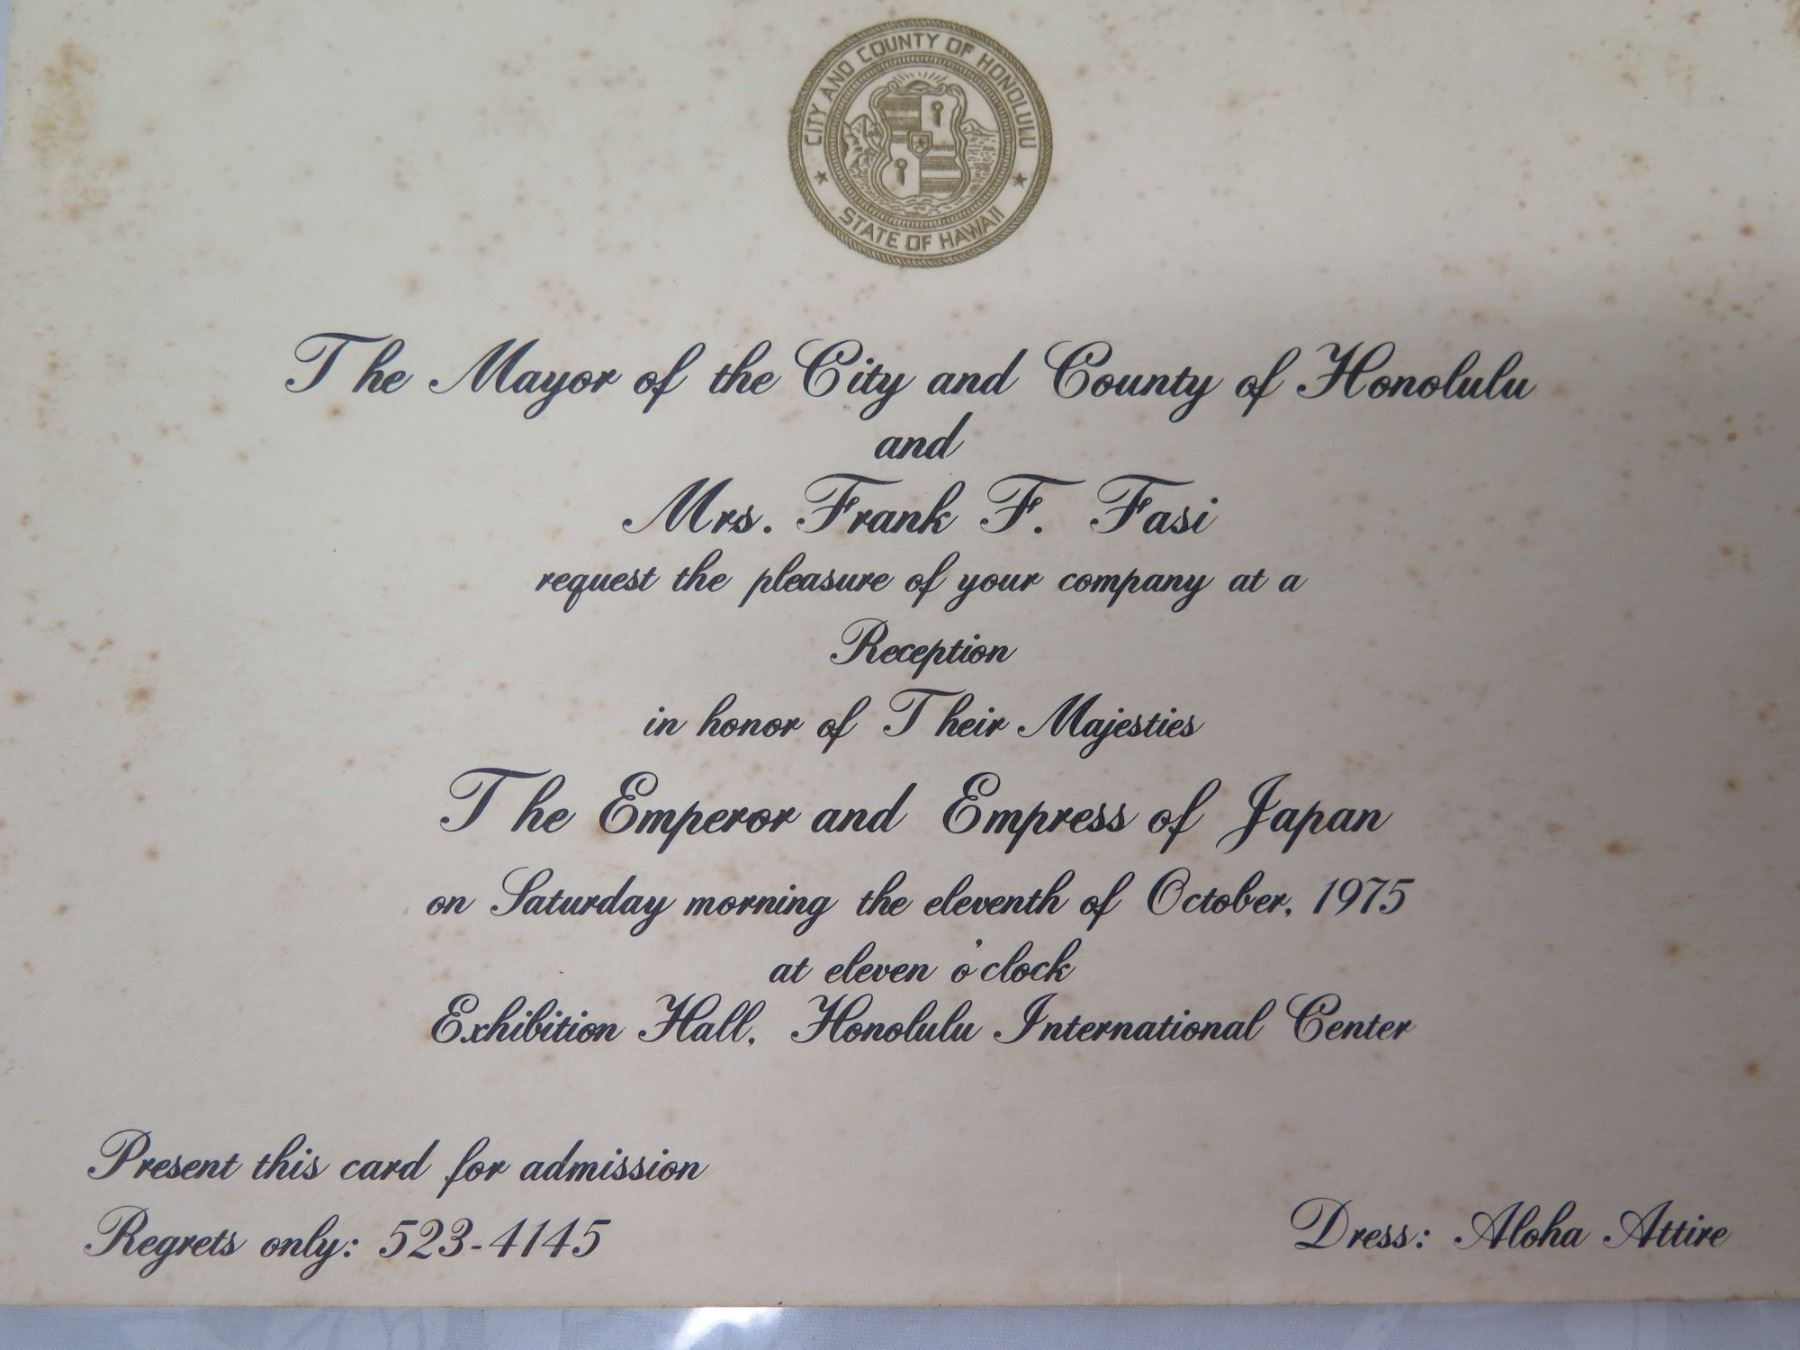 CITY AND COUNTY OF HONOLULU
STATE OF HAWAII
The Mayor of the City and County of Honolulu
and
Mrs. Frank F. Fasi
request the pleasure of your company at a
Reception
in honor of Their Majesties
The Emperor and Empress of Japan
on Saturday morning the eleventh of October, 1975
at eleven o'clock
Exhibition Hall, Honolulu International Center
Present this card for admission
Regrets only: 523-4145
Dress: Aloha Attire